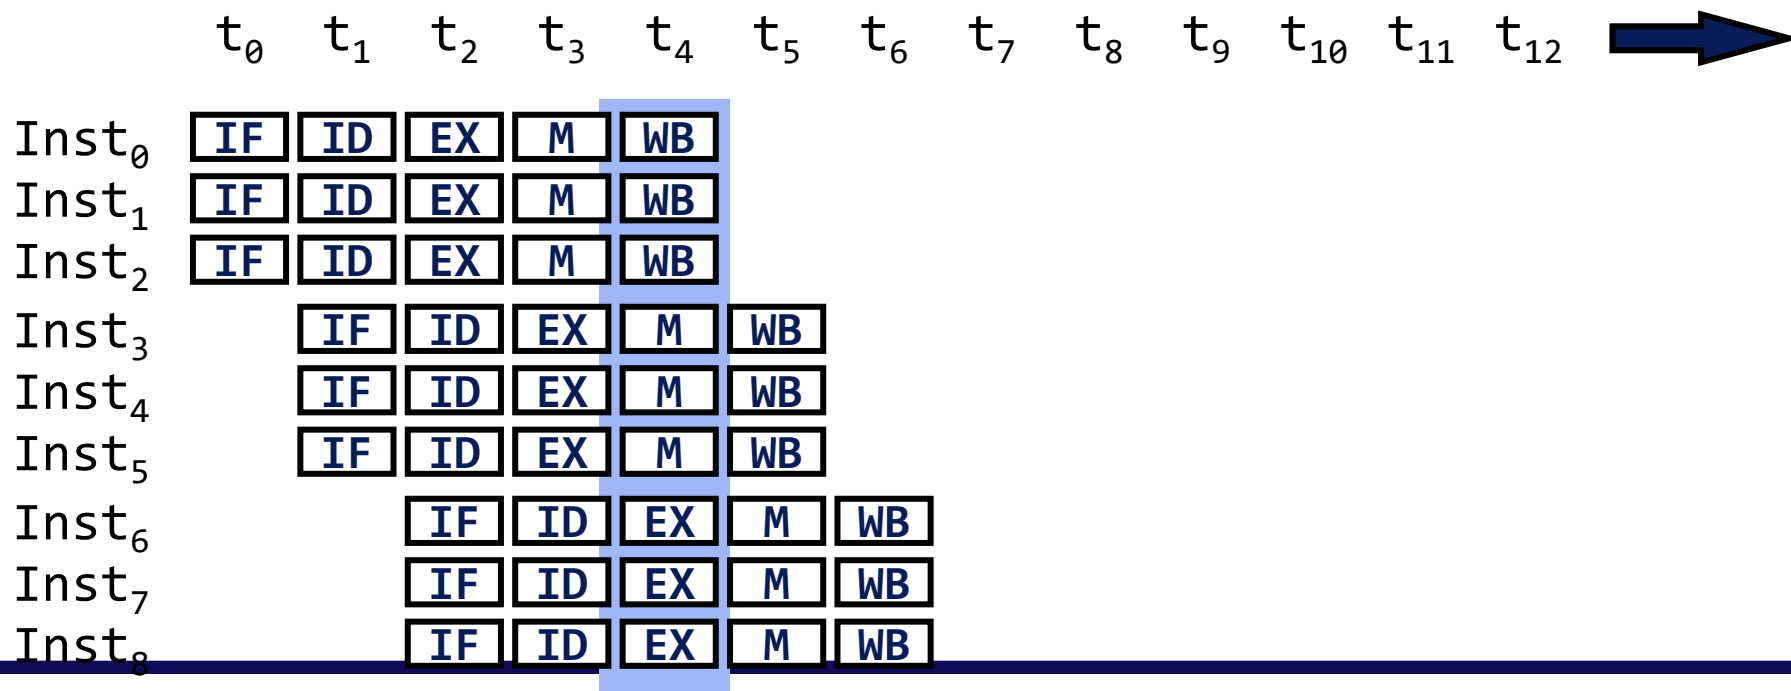 t₀ t₁ t₂ t₃ t₄ t₅ t₆ t₇ t₈ t₉ t₁₀ t₁₁ t₁₂
Inst₀ IF ID EX M WB
Inst₁ IF ID EX M WB
Inst₂ IF ID EX M WB
Inst₃ IF ID EX M WB
Inst₄ IF ID EX M WB
Inst₅ IF ID EX M WB
Inst₆ IF ID EX M WB
Inst₇ IF ID EX M WB
Inst₈ IF ID EX M WB